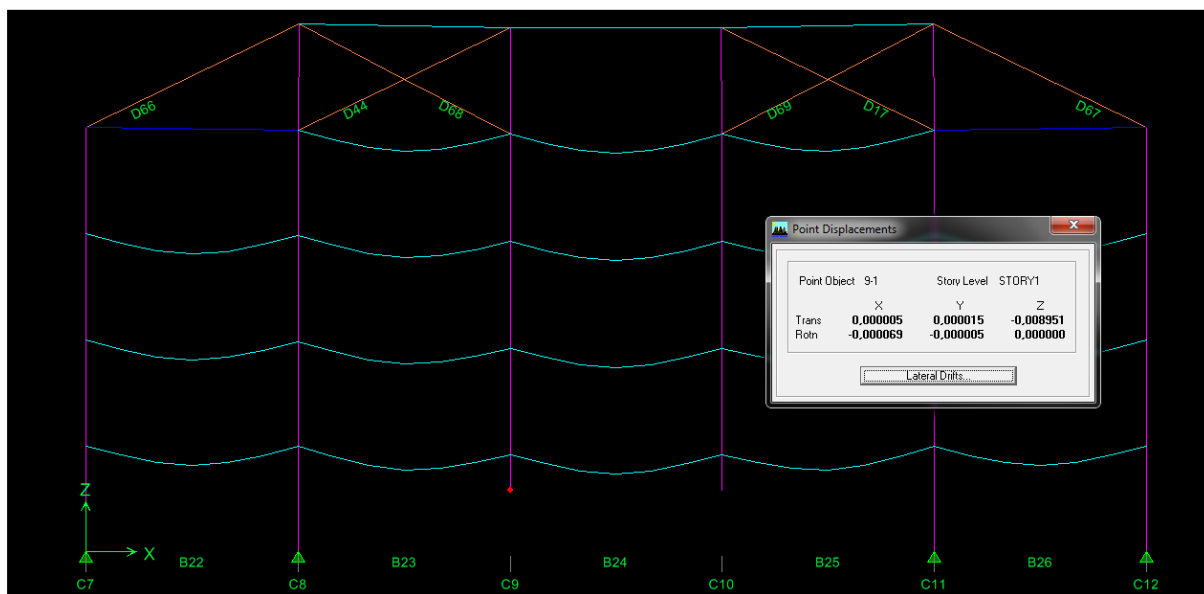 D66
D44
D68
D69
D17
D67
Point Displacements
X
Point Object 9-1 Story Level STORY1
X Y Z
Trans 0,000005 0,000015 -0,008951
Rotn -0,000069 -0,000005 0,000000
Lateral Drifts...
Z
X
B22 B23 B24 B25 B26
C7 C8 C9 C10 C11 C12